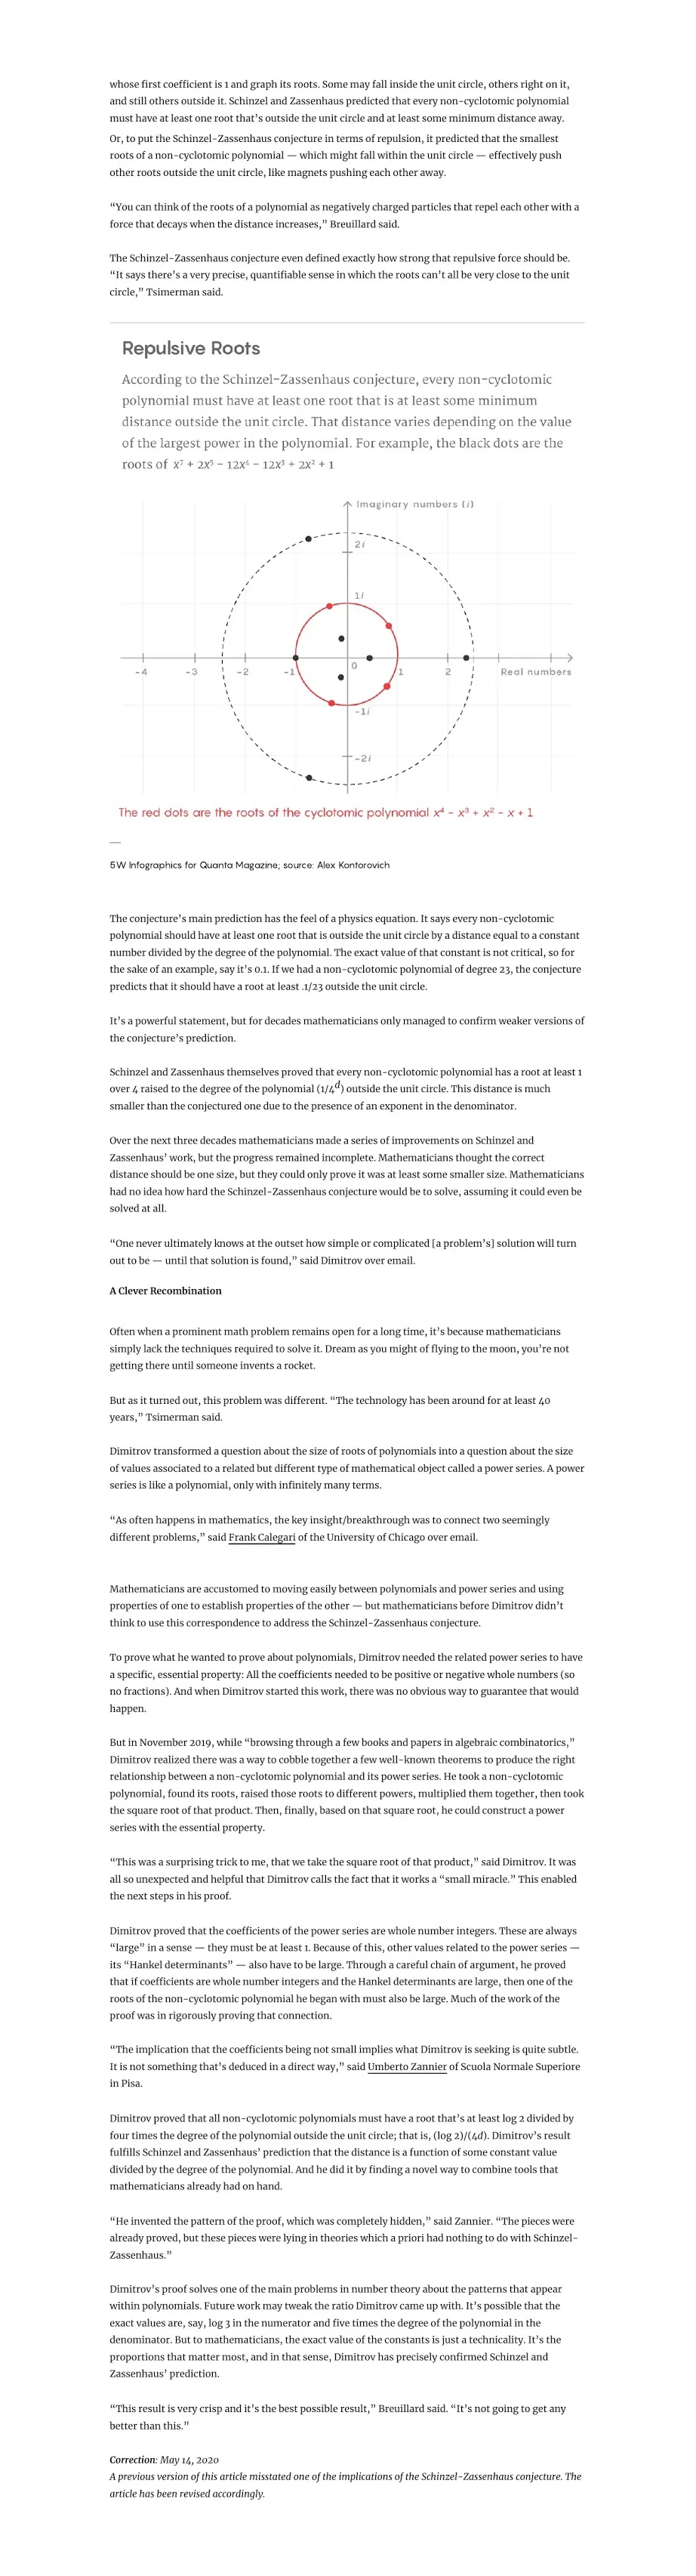 whose first coefficient is 1 and graph its roots. Some may fall inside the unit circle, others right on it,
and still others outside it. Schinzel and Zassenhaus predicted that every non-cyclotomic polynomial
must have at least one root that’s outside the unit circle and at least some minimum distance away.
Or, to put the Schinzel-Zassenhaus conjecture in terms of repulsion, it predicted that the smallest
roots of a non-cyclotomic polynomial — which might fall within the unit circle — effectively push
other roots outside the unit circle, like magnets pushing each other away.
“You can think of the roots of a polynomial as negatively charged particles that repel each other with a
force that decays when the distance increases,” Breuillard said.
The Schinzel-Zassenhaus conjecture even defined exactly how strong that repulsive force should be.
“It says there’s a very precise, quantifiable sense in which the roots can’t all be very close to the unit
circle,” Tsimerman said.
Repulsive Roots
According to the Schinzel-Zassenhaus conjecture, every non-cyclotomic
polynomial must have at least one root that is at least some minimum
distance outside the unit circle. That distance varies depending on the value
of the largest power in the polynomial. For example, the black dots are the
roots of x⁷ + 2x⁵ − 12x⁴ − 12x³ + 2x² + 1
Imaginary numbers (i)
2i
1i
0
-4 -3 -2 -1 1 2 Real numbers
-1i
-2i
The red dots are the roots of the cyclotomic polynomial x⁴ − x³ + x² − x + 1
5W Infographics for Quanta Magazine; source: Alex Kontorovich
The conjecture’s main prediction has the feel of a physics equation. It says every non-cyclotomic
polynomial should have at least one root that is outside the unit circle by a distance equal to a constant
number divided by the degree of the polynomial. The exact value of that constant is not critical, so for
the sake of an example, say it’s 0.1. If we had a non-cyclotomic polynomial of degree 23, the conjecture
predicts that it should have a root at least .1/23 outside the unit circle.
It’s a powerful statement, but for decades mathematicians only managed to confirm weaker versions of
the conjecture’s prediction.
Schinzel and Zassenhaus themselves proved that every non-cyclotomic polynomial has a root at least 1
over 4 raised to the degree of the polynomial (1/4ᵈ) outside the unit circle. This distance is much
smaller than the conjectured one due to the presence of an exponent in the denominator.
Over the next three decades mathematicians made a series of improvements on Schinzel and
Zassenhaus’ work, but the progress remained incomplete. Mathematicians thought the correct
distance should be one size, but they could only prove it was at least some smaller size. Mathematicians
had no idea how hard the Schinzel-Zassenhaus conjecture would be to solve, assuming it could even be
solved at all.
“One never ultimately knows at the outset how simple or complicated [a problem’s] solution will turn
out to be — until that solution is found,” said Dimitrov over email.
A Clever Recombination
Often when a prominent math problem remains open for a long time, it’s because mathematicians
simply lack the techniques required to solve it. Dream as you might of flying to the moon, you’re not
getting there until someone invents a rocket.
But as it turned out, this problem was different. “The technology has been around for at least 40
years,” Tsimerman said.
Dimitrov transformed a question about the size of roots of polynomials into a question about the size
of values associated to a related but different type of mathematical object called a power series. A power
series is like a polynomial, only with infinitely many terms.
“As often happens in mathematics, the key insight/breakthrough was to connect two seemingly
different problems,” said Frank Calegari of the University of Chicago over email.
Mathematicians are accustomed to moving easily between polynomials and power series and using
properties of one to establish properties of the other — but mathematicians before Dimitrov didn’t
think to use this correspondence to address the Schinzel-Zassenhaus conjecture.
To prove what he wanted to prove about polynomials, Dimitrov needed the related power series to have
a specific, essential property: All the coefficients needed to be positive or negative whole numbers (so
no fractions). And when Dimitrov started this work, there was no obvious way to guarantee that would
happen.
But in November 2019, while “browsing through a few books and papers in algebraic combinatorics,”
Dimitrov realized there was a way to cobble together a few well-known theorems to produce the right
relationship between a non-cyclotomic polynomial and its power series. He took a non-cyclotomic
polynomial, found its roots, raised those roots to different powers, multiplied them together, then took
the square root of that product. Then, finally, based on that square root, he could construct a power
series with the essential property.
“This was a surprising trick to me, that we take the square root of that product,” said Dimitrov. It was
all so unexpected and helpful that Dimitrov calls the fact that it works a “small miracle.” This enabled
the next steps in his proof.
Dimitrov proved that the coefficients of the power series are whole number integers. These are always
“large” in a sense — they must be at least 1. Because of this, other values related to the power series —
its “Hankel determinants” — also have to be large. Through a careful chain of argument, he proved
that if coefficients are whole number integers and the Hankel determinants are large, then one of the
roots of the non-cyclotomic polynomial he began with must also be large. Much of the work of the
proof was in rigorously proving that connection.
“The implication that the coefficients being not small implies what Dimitrov is seeking is quite subtle.
It is not something that’s deduced in a direct way,” said Umberto Zannier of Scuola Normale Superiore
in Pisa.
Dimitrov proved that all non-cyclotomic polynomials must have a root that’s at least log 2 divided by
four times the degree of the polynomial outside the unit circle; that is, (log 2)/(4d). Dimitrov’s result
fulfills Schinzel and Zassenhaus’ prediction that the distance is a function of some constant value
divided by the degree of the polynomial. And he did it by finding a novel way to combine tools that
mathematicians already had on hand.
“He invented the pattern of the proof, which was completely hidden,” said Zannier. “The pieces were
already proved, but these pieces were lying in theories which a priori had nothing to do with Schinzel-
Zassenhaus.”
Dimitrov’s proof solves one of the main problems in number theory about the patterns that appear
within polynomials. Future work may tweak the ratio Dimitrov came up with. It’s possible that the
exact values are, say, log 3 in the numerator and five times the degree of the polynomial in the
denominator. But to mathematicians, the exact value of the constants is just a technicality. It’s the
proportions that matter most, and in that sense, Dimitrov has precisely confirmed Schinzel and
Zassenhaus’ prediction.
“This result is very crisp and it’s the best possible result,” Breuillard said. “It’s not going to get any
better than this.”
Correction: May 14, 2020
A previous version of this article misstated one of the implications of the Schinzel-Zassenhaus conjecture. The
article has been revised accordingly.